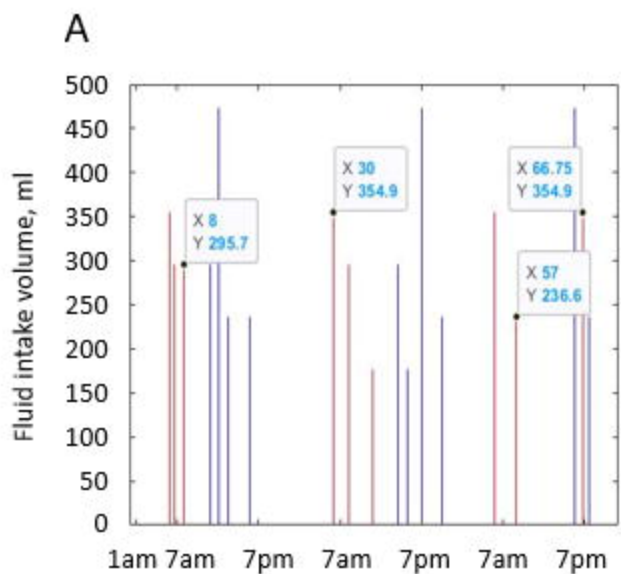 A
Fluid intake volume, ml
500
450
400
350
300
250
200
150
100
50
0
X 8
Y 295.7
X 30
Y 354.9
X 66.75
Y 354.9
X 57
Y 236.6
1am 7am 7pm 7am 7pm 7am 7pm